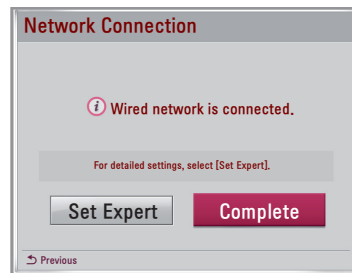 Network Connection
Wired network is connected.
For detailed settings, select [Set Expert].
Set Expert
Complete
Previous